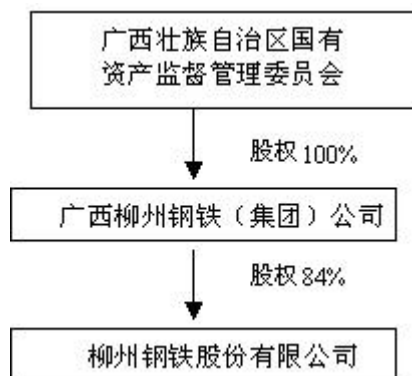 广西壮族自治区国有
资产监督管理委员会
股权 100%
广西柳州钢铁（集团）公司
股权 84%
柳州钢铁股份有限公司